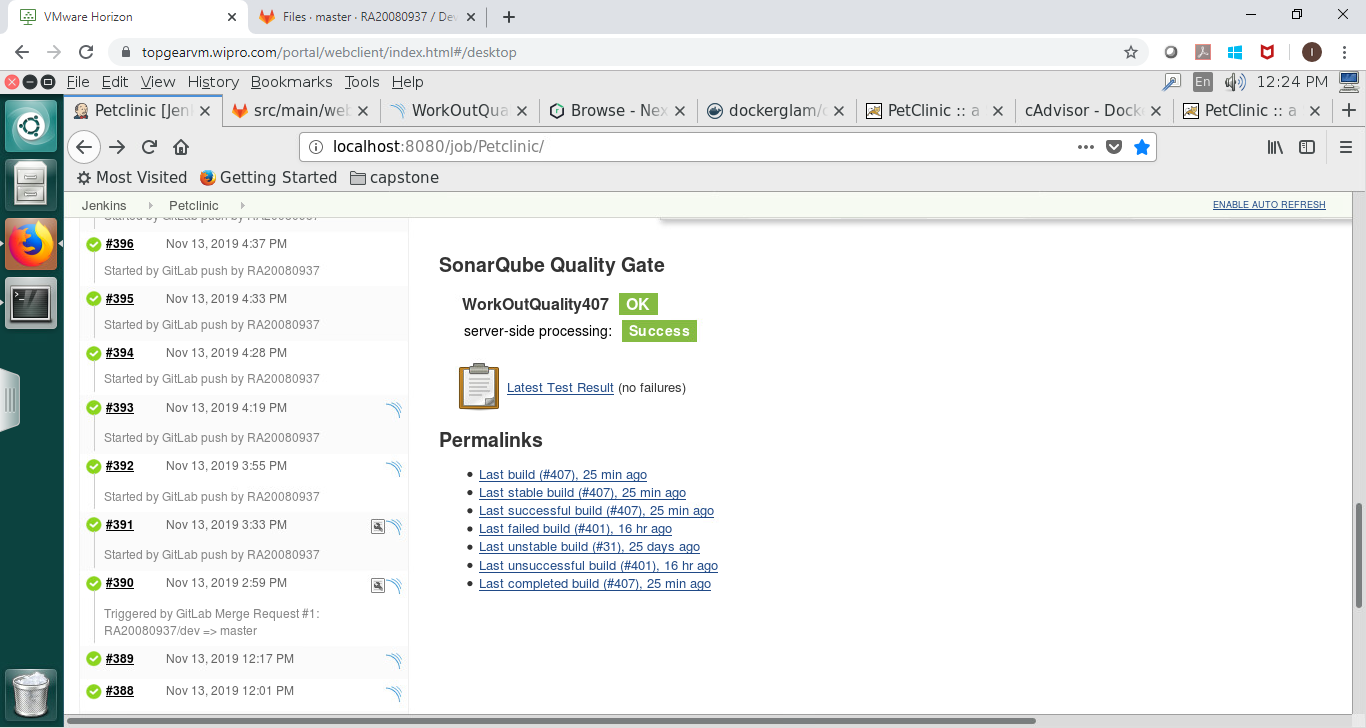 VMware Horizon
Files · master · RA20080937 / De
topgearvm.wipro.com/portal/webclient/index.html#/desktop
I
File Edit View History Bookmarks Tools Help
En
12:24 PM
Petclinic [Jen
src/main/web
WorkOutQua
Browse - Nex
dockerglam/c
PetClinic :: a
cAdvisor - Docke
PetClinic :: a
localhost:8080/job/Petclinic/
Most Visited
Getting Started
capstone
Jenkins
Petclinic
ENABLE AUTO REFRESH
Started by GitLab push by RA20080937
#396 Nov 13, 2019 4:37 PM
Started by GitLab push by RA20080937
#395 Nov 13, 2019 4:33 PM
Started by GitLab push by RA20080937
#394 Nov 13, 2019 4:28 PM
Started by GitLab push by RA20080937
#393 Nov 13, 2019 4:19 PM
Started by GitLab push by RA20080937
#392 Nov 13, 2019 3:55 PM
Started by GitLab push by RA20080937
#391 Nov 13, 2019 3:33 PM
Started by GitLab push by RA20080937
#390 Nov 13, 2019 2:59 PM
Triggered by GitLab Merge Request #1:
RA20080937/dev => master
#389 Nov 13, 2019 12:17 PM
#388 Nov 13, 2019 12:01 PM
SonarQube Quality Gate
WorkOutQuality407 OK
server-side processing: Success
Latest Test Result (no failures)
Permalinks
Last build (#407), 25 min ago
Last stable build (#407), 25 min ago
Last successful build (#407), 25 min ago
Last failed build (#401), 16 hr ago
Last unstable build (#31), 25 days ago
Last unsuccessful build (#401), 16 hr ago
Last completed build (#407), 25 min ago